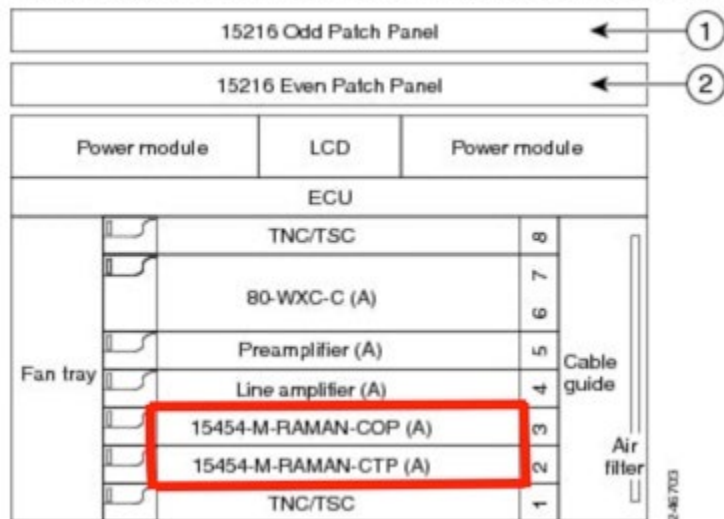 15216 Odd Patch Panel
1
15216 Even Patch Panel
2
Power module
LCD
Power module
ECU
TNC/TSC
8
7
80-WXC-C (A)
6
Preamplifier (A)
5
Fan tray
Line amplifier (A)
4
Cable
guide
15454-M-RAMAN-COP (A)
3
15454-M-RAMAN-CTP (A)
2
Air
filter
TNC/TSC
1
246703